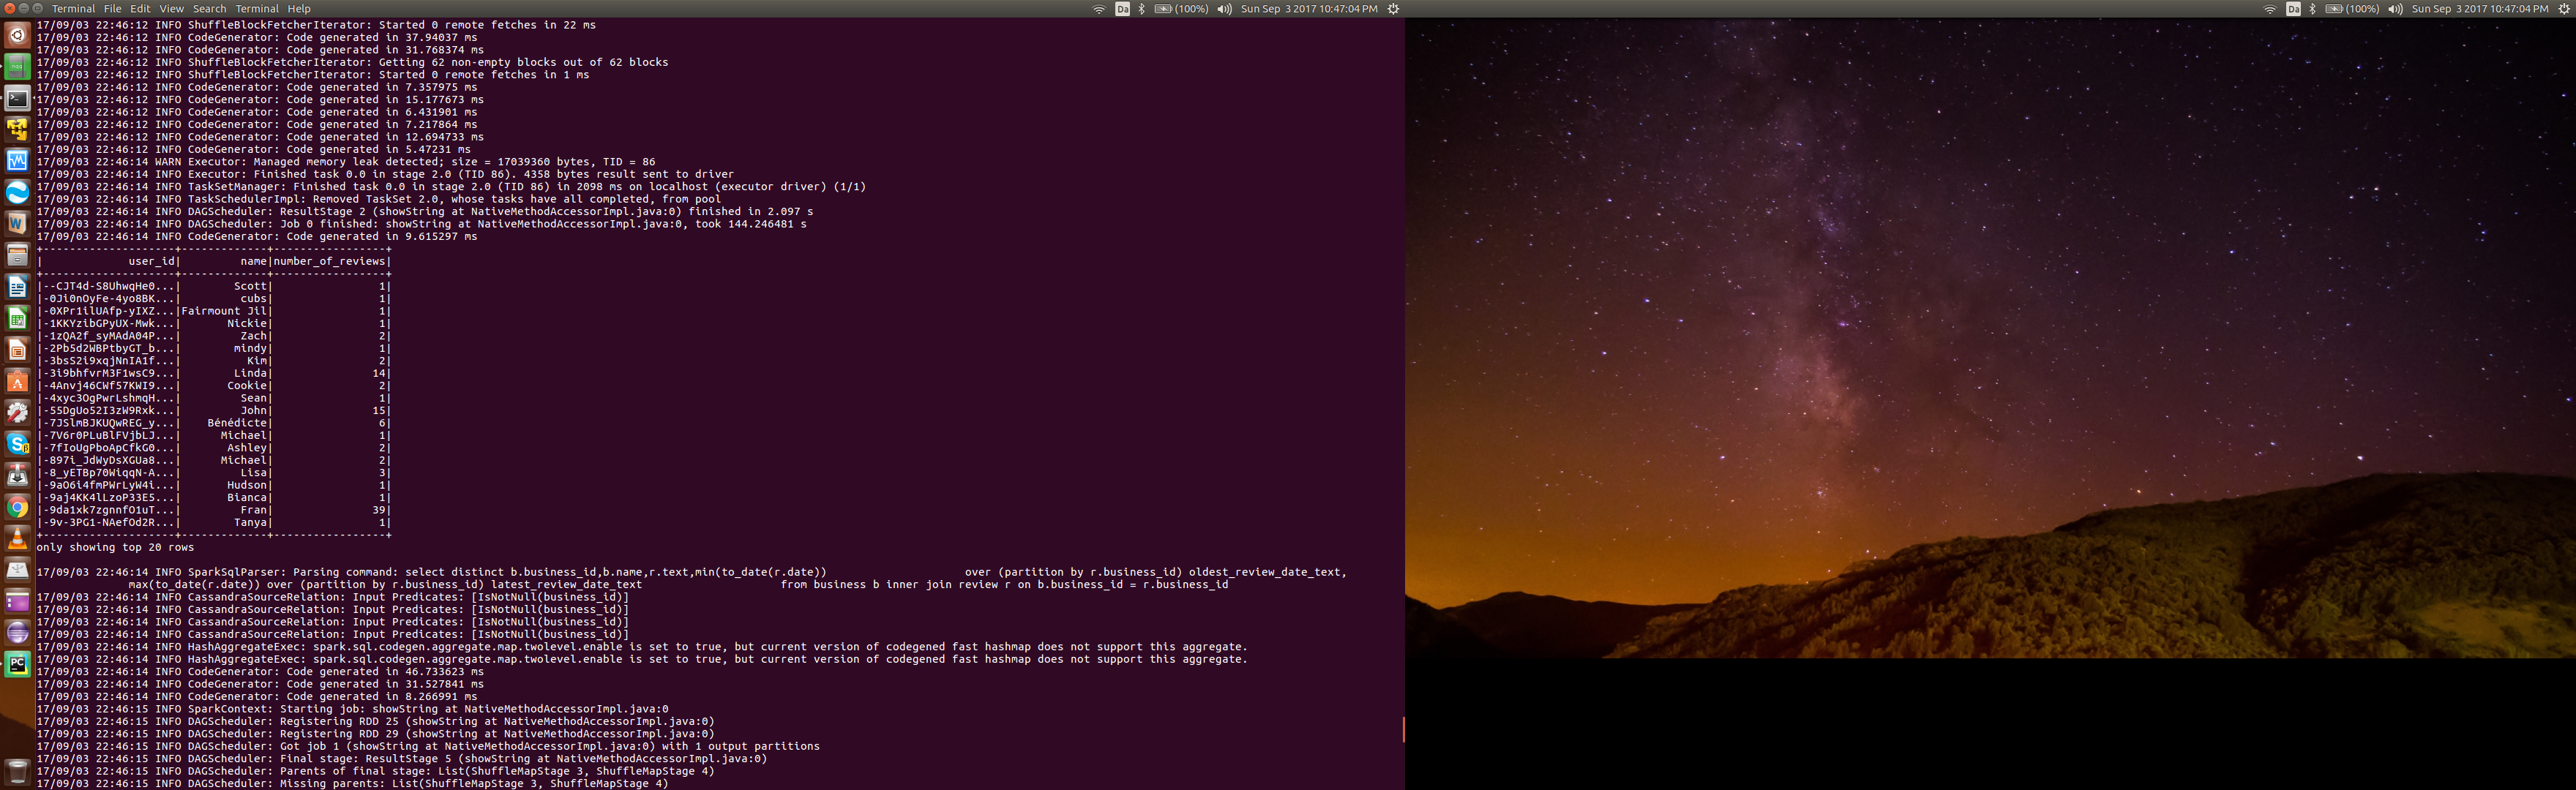 Terminal File Edit View Search Terminal Help Da (100%) Sun Sep 3 2017 10:47:04 PM Da (100%) Sun Sep 3 2017 10:47:04 PM
17/09/03 22:46:12 INFO ShuffleBlockFetcherIterator: Started 0 remote fetches in 22 ms
17/09/03 22:46:12 INFO CodeGenerator: Code generated in 37.94037 ms
17/09/03 22:46:12 INFO CodeGenerator: Code generated in 31.768374 ms
17/09/03 22:46:12 INFO ShuffleBlockFetcherIterator: Getting 62 non-empty blocks out of 62 blocks
17/09/03 22:46:12 INFO ShuffleBlockFetcherIterator: Started 0 remote fetches in 1 ms
17/09/03 22:46:12 INFO CodeGenerator: Code generated in 7.357975 ms
17/09/03 22:46:12 INFO CodeGenerator: Code generated in 15.177673 ms
17/09/03 22:46:12 INFO CodeGenerator: Code generated in 6.431901 ms
17/09/03 22:46:12 INFO CodeGenerator: Code generated in 7.217864 ms
17/09/03 22:46:12 INFO CodeGenerator: Code generated in 12.694733 ms
17/09/03 22:46:12 INFO CodeGenerator: Code generated in 5.47231 ms
17/09/03 22:46:14 WARN Executor: Managed memory leak detected; size = 17039360 bytes, TID = 86
17/09/03 22:46:14 INFO Executor: Finished task 0.0 in stage 2.0 (TID 86). 4358 bytes result sent to driver
17/09/03 22:46:14 INFO TaskSetManager: Finished task 0.0 in stage 2.0 (TID 86) in 2098 ms on localhost (executor driver) (1/1)
17/09/03 22:46:14 INFO TaskSchedulerImpl: Removed TaskSet 2.0, whose tasks have all completed, from pool
17/09/03 22:46:14 INFO DAGScheduler: ResultStage 2 (showString at NativeMethodAccessorImpl.java:0) finished in 2.097 s
17/09/03 22:46:14 INFO DAGScheduler: Job 0 finished: showString at NativeMethodAccessorImpl.java:0, took 144.246481 s
17/09/03 22:46:14 INFO CodeGenerator: Code generated in 9.615297 ms
+--------------------+-------------+-----------------+
|             user_id|         name|number_of_reviews|
+--------------------+-------------+-----------------+
|--CJT4d-S8UhwqHe0...|        Scott|                1|
|-0Ji0nOyFe-4yo8BK...|         cubs|                1|
|-0XPr1ilUAfp-yIXZ...|Fairmount Jil|                1|
|-1KKYzibGPyUX-Mwk...|       Nickie|                1|
|-1zQA2f_syMAdA04P...|         Zach|                2|
|-2Pb5d2WBPtbyGT_b...|        mindy|                1|
|-3bsS2i9xqjNnIA1f...|          Kim|                2|
|-3i9bhfvrM3F1wsC9...|        Linda|               14|
|-4Anvj46CWf57KWI9...|       Cookie|                2|
|-4xyc3OgPwrLshmqH...|         Sean|                1|
|-55DgUo52I3zW9Rxk...|         John|               15|
|-7JSlmBJKUQwREG_y...|    Bénédicte|                6|
|-7V6r0PLuBlFVjbLJ...|      Michael|                1|
|-7fIoUgPboApCfkG0...|       Ashley|                2|
|-897i_JdWyDsXGUa8...|      Michael|                2|
|-8_yETBp70WiqqN-A...|         Lisa|                3|
|-9aO6i4fmPWrLyW4i...|       Hudson|                1|
|-9aj4KK4lLzoP33E5...|       Bianca|                1|
|-9da1xk7zgnnfO1uT...|         Fran|               39|
|-9v-3PG1-NAefOd2R...|        Tanya|                1|
+--------------------+-------------+-----------------+
only showing top 20 rows
17/09/03 22:46:14 INFO SparkSqlParser: Parsing command: select distinct b.business_id,b.name,r.text,min(to_date(r.date)) over (partition by r.business_id) oldest_review_date_text,
max(to_date(r.date)) over (partition by r.business_id) latest_review_date_text from business b inner join review r on b.business_id = r.business_id
17/09/03 22:46:14 INFO CassandraSourceRelation: Input Predicates: [IsNotNull(business_id)]
17/09/03 22:46:14 INFO CassandraSourceRelation: Input Predicates: [IsNotNull(business_id)]
17/09/03 22:46:14 INFO CassandraSourceRelation: Input Predicates: [IsNotNull(business_id)]
17/09/03 22:46:14 INFO CassandraSourceRelation: Input Predicates: [IsNotNull(business_id)]
17/09/03 22:46:14 INFO HashAggregateExec: spark.sql.codegen.aggregate.map.twolevel.enable is set to true, but current version of codegened fast hashmap does not support this aggregate.
17/09/03 22:46:14 INFO HashAggregateExec: spark.sql.codegen.aggregate.map.twolevel.enable is set to true, but current version of codegened fast hashmap does not support this aggregate.
17/09/03 22:46:14 INFO CodeGenerator: Code generated in 46.733623 ms
17/09/03 22:46:14 INFO CodeGenerator: Code generated in 31.527841 ms
17/09/03 22:46:14 INFO CodeGenerator: Code generated in 8.266991 ms
17/09/03 22:46:15 INFO SparkContext: Starting job: showString at NativeMethodAccessorImpl.java:0
17/09/03 22:46:15 INFO DAGScheduler: Registering RDD 25 (showString at NativeMethodAccessorImpl.java:0)
17/09/03 22:46:15 INFO DAGScheduler: Registering RDD 29 (showString at NativeMethodAccessorImpl.java:0)
17/09/03 22:46:15 INFO DAGScheduler: Got job 1 (showString at NativeMethodAccessorImpl.java:0) with 1 output partitions
17/09/03 22:46:15 INFO DAGScheduler: Final stage: ResultStage 5 (showString at NativeMethodAccessorImpl.java:0)
17/09/03 22:46:15 INFO DAGScheduler: Parents of final stage: List(ShuffleMapStage 3, ShuffleMapStage 4)
17/09/03 22:46:15 INFO DAGScheduler: Missing parents: List(ShuffleMapStage 3, ShuffleMapStage 4)